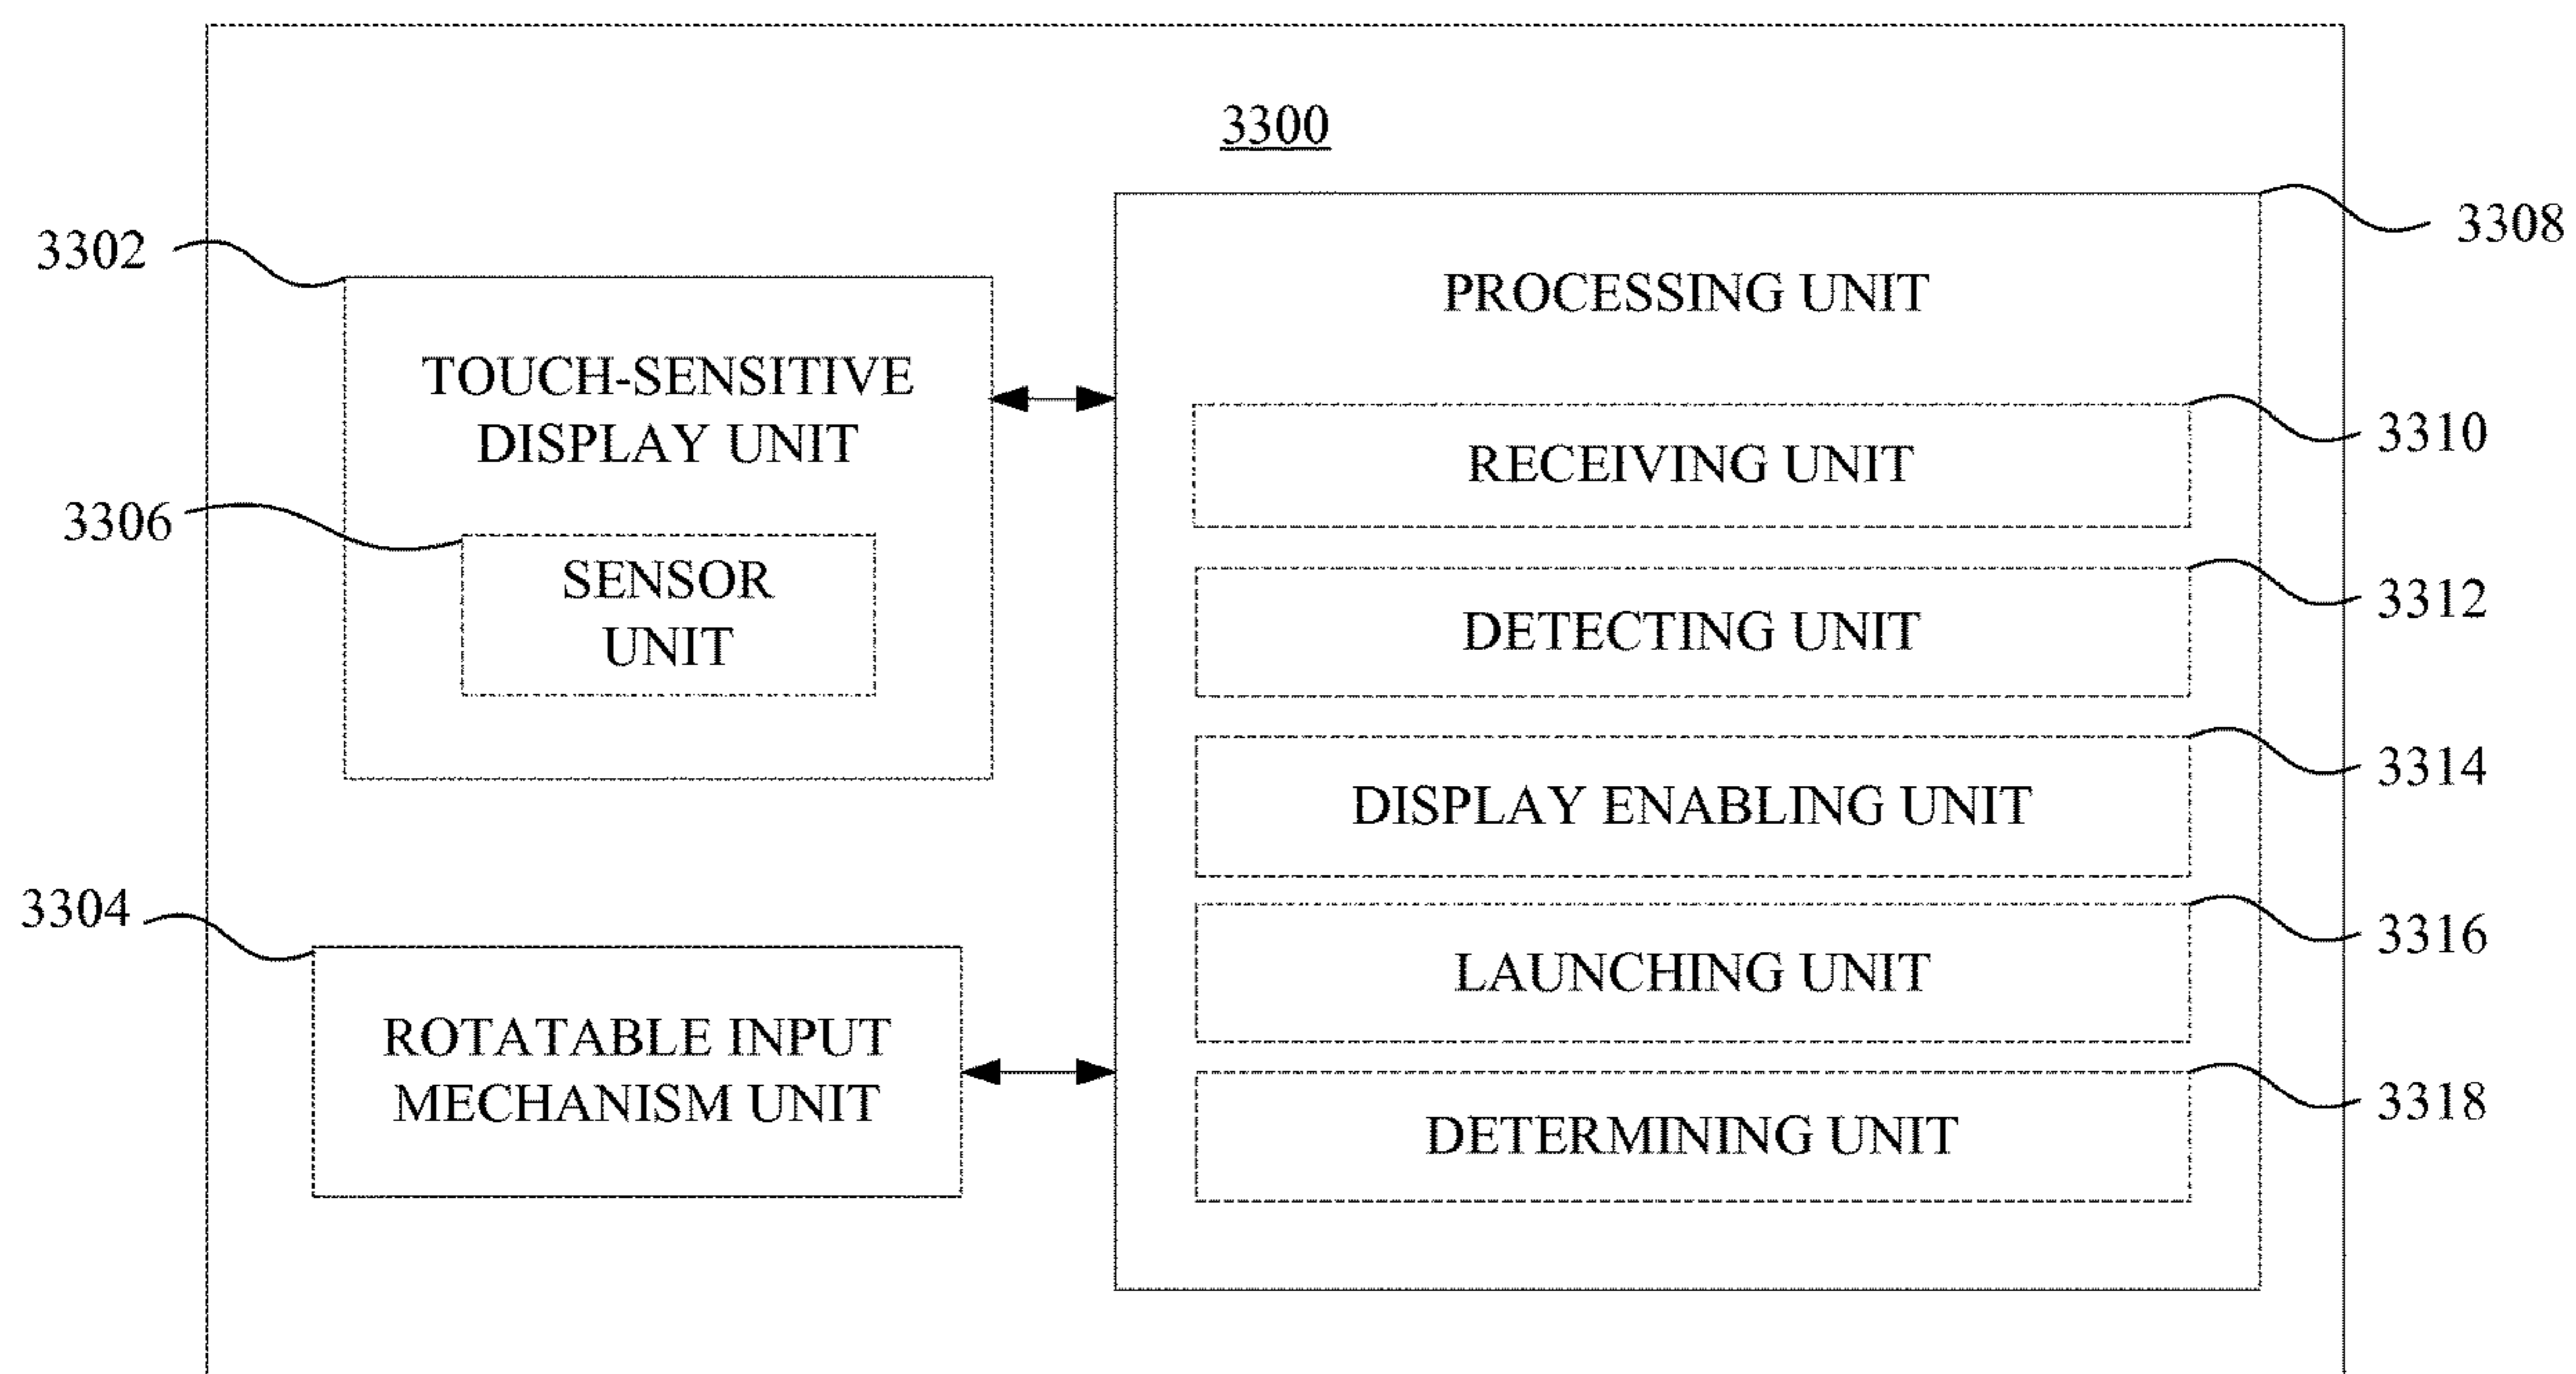 3300
3302
3308
PROCESSING UNIT
TOUCH-SENSITIVE
DISPLAY UNIT
3310
RECEIVING UNIT
3306
SENSOR
UNIT
3312
DETECTING UNIT
3314
DISPLAY ENABLING UNIT
3304
3316
LAUNCHING UNIT
ROTATABLE INPUT
MECHANISM UNIT
3318
DETERMINING UNIT